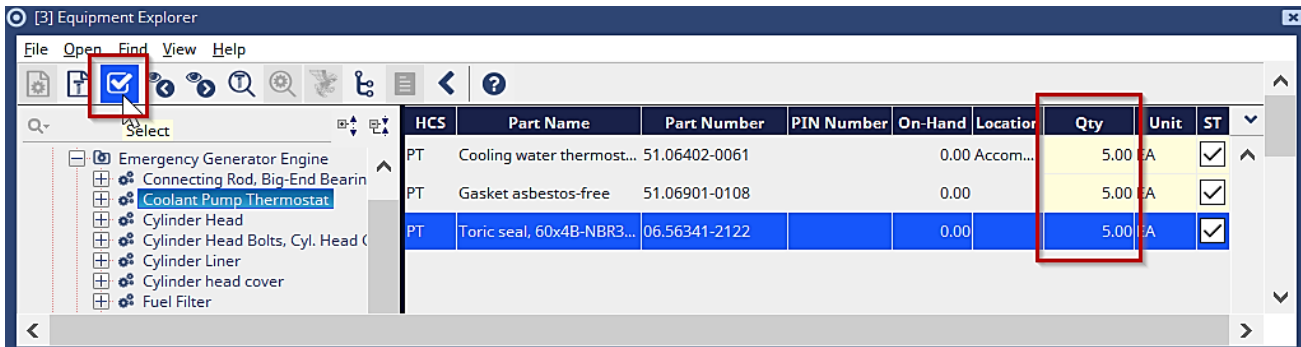 [3] Equipment Explorer
File Open Find View Help
Select
Emergency Generator Engine
Connecting Rod, Big-End Bearin
Coolant Pump Thermostat
Cylinder Head
Cylinder Head Bolts, Cyl. Head
Cylinder Liner
Cylinder head cover
Fuel Filter
HCS Part Name Part Number PIN Number On-Hand Location Qty Unit ST
PT Cooling water thermost... 51.06402-0061 0.00 Accom... 5.00 EA
PT Gasket asbestos-free 51.06901-0108 0.00 5.00 EA
PT Toric seal, 60x4B-NBR3... 06.56341-2122 0.00 5.00 EA